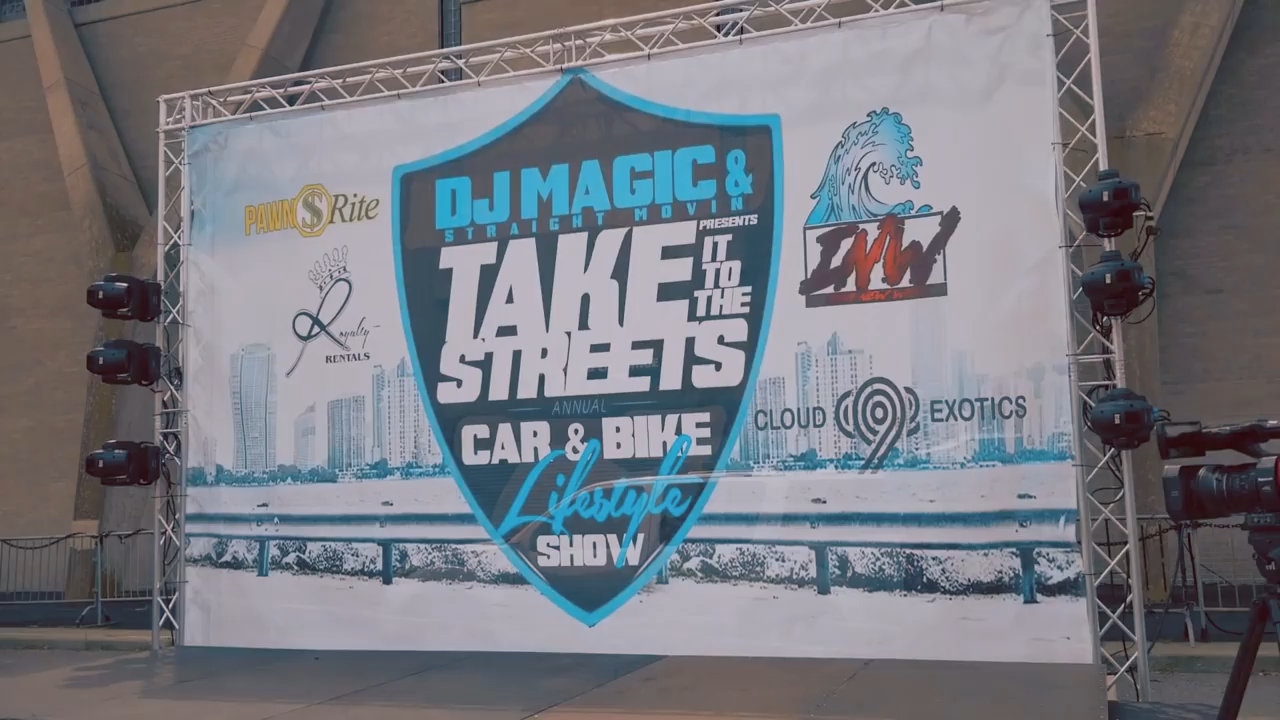 PAWN $ Rite
Royalty
RENTALS
DJ MAGIC &
STRAIGHT MOVIN
PRESENTS
TAKE
IT
TO
THE
STREETS
ANNUAL
CAR & BIKE
Lifestyle
SHOW
INW
CLOUD 9 EXOTICS